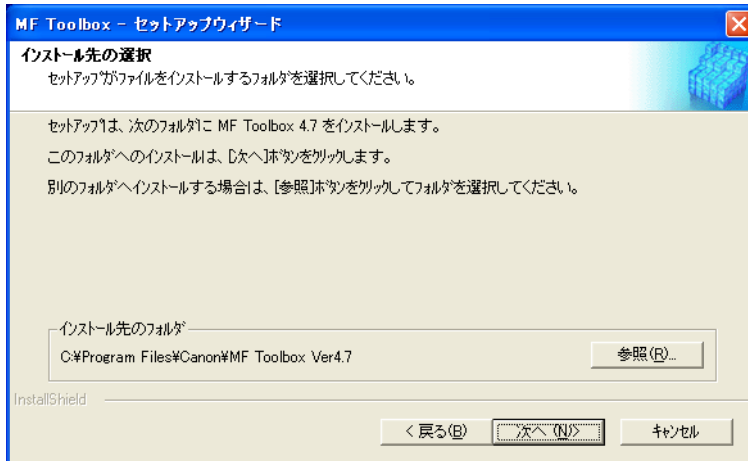 MF Toolbox - セットアップウィザード
インストール先の選択
セットアップがファイルをインストールするフォルダを選択してください。
セットアップは、次のフォルダに MF Toolbox 4.7 をインストールします。
このフォルダへのインストールは、[次へ]ボタンをクリックします。
別のフォルダへインストールする場合は、[参照]ボタンをクリックしてフォルダを選択してください。
インストール先のフォルダ
C:¥Program Files¥Canon¥MF Toolbox Ver4.7
参照(R)...
InstallShield
< 戻る(B)
次へ (N)>
キャンセル